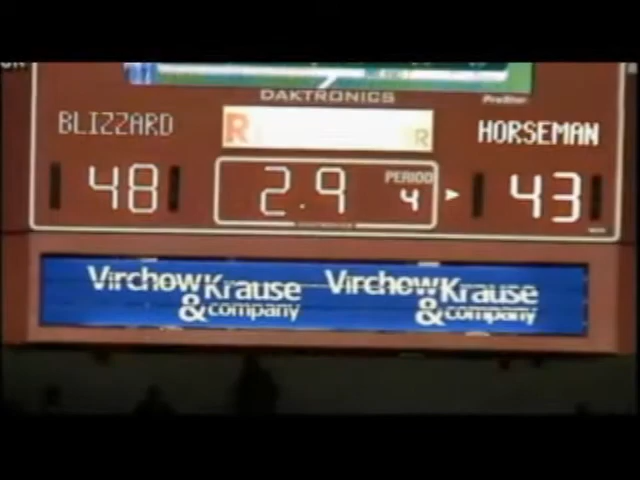 DAKTRONICS
BLIZZARD
HORSEMAN
48
2.9
PERIOD
4
43
Virchow Krause & company
Virchow Krause & company